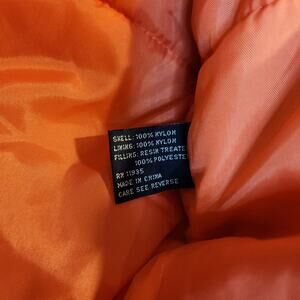 SHELL: 100% NYLON
LINING: 100% NYLON
FILLING: RESIN TREATE
100% POLYESTE
RN 11935
MADE IN CHINA
CARE SEE REVERSE